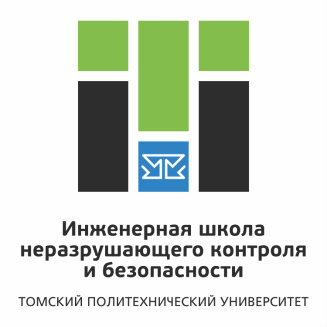 Инженерная школа
неразрушающего контроля
и безопасности
ТОМСКИЙ ПОЛИТЕХНИЧЕСКИЙ УНИВЕРСИТЕТ